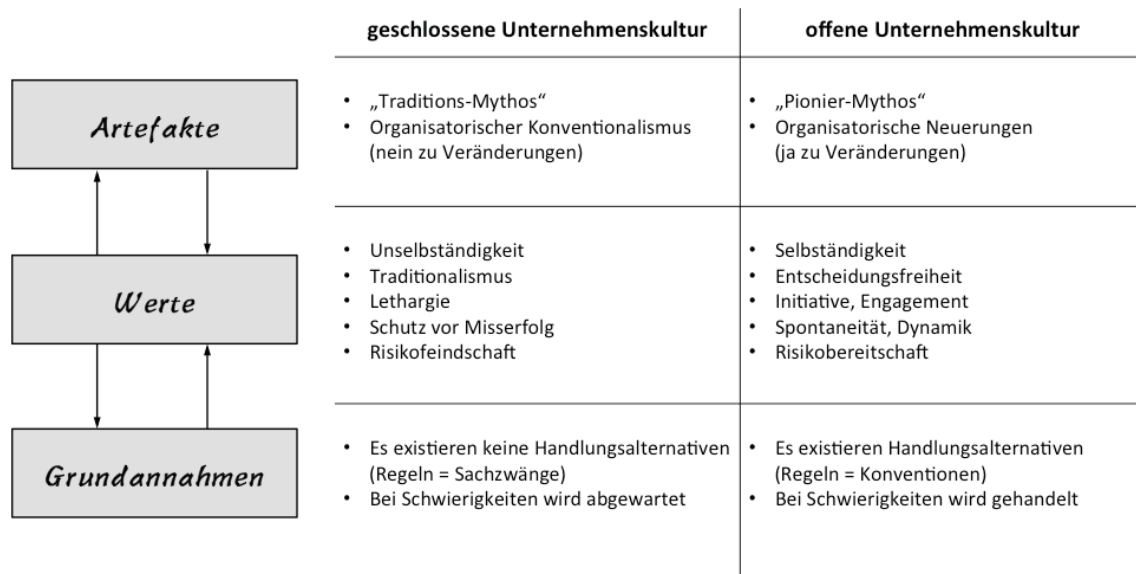 geschlossene Unternehmenskultur
offene Unternehmenskultur
Artefakte
• „Traditions-Mythos“
• Organisatorischer Konventionalismus
(nein zu Veränderungen)
• „Pionier-Mythos“
• Organisatorische Neuerungen
(ja zu Veränderungen)
Werte
• Unselbständigkeit
• Traditionalismus
• Lethargie
• Schutz vor Misserfolg
• Risikofeindschaft
• Selbständigkeit
• Entscheidungsfreiheit
• Initiative, Engagement
• Spontaneität, Dynamik
• Risikobereitschaft
Grundannahmen
• Es existieren keine Handlungsalternativen
(Regeln = Sachzwänge)
• Bei Schwierigkeiten wird abgewartet
• Es existieren Handlungsalternativen
(Regeln = Konventionen)
• Bei Schwierigkeiten wird gehandelt